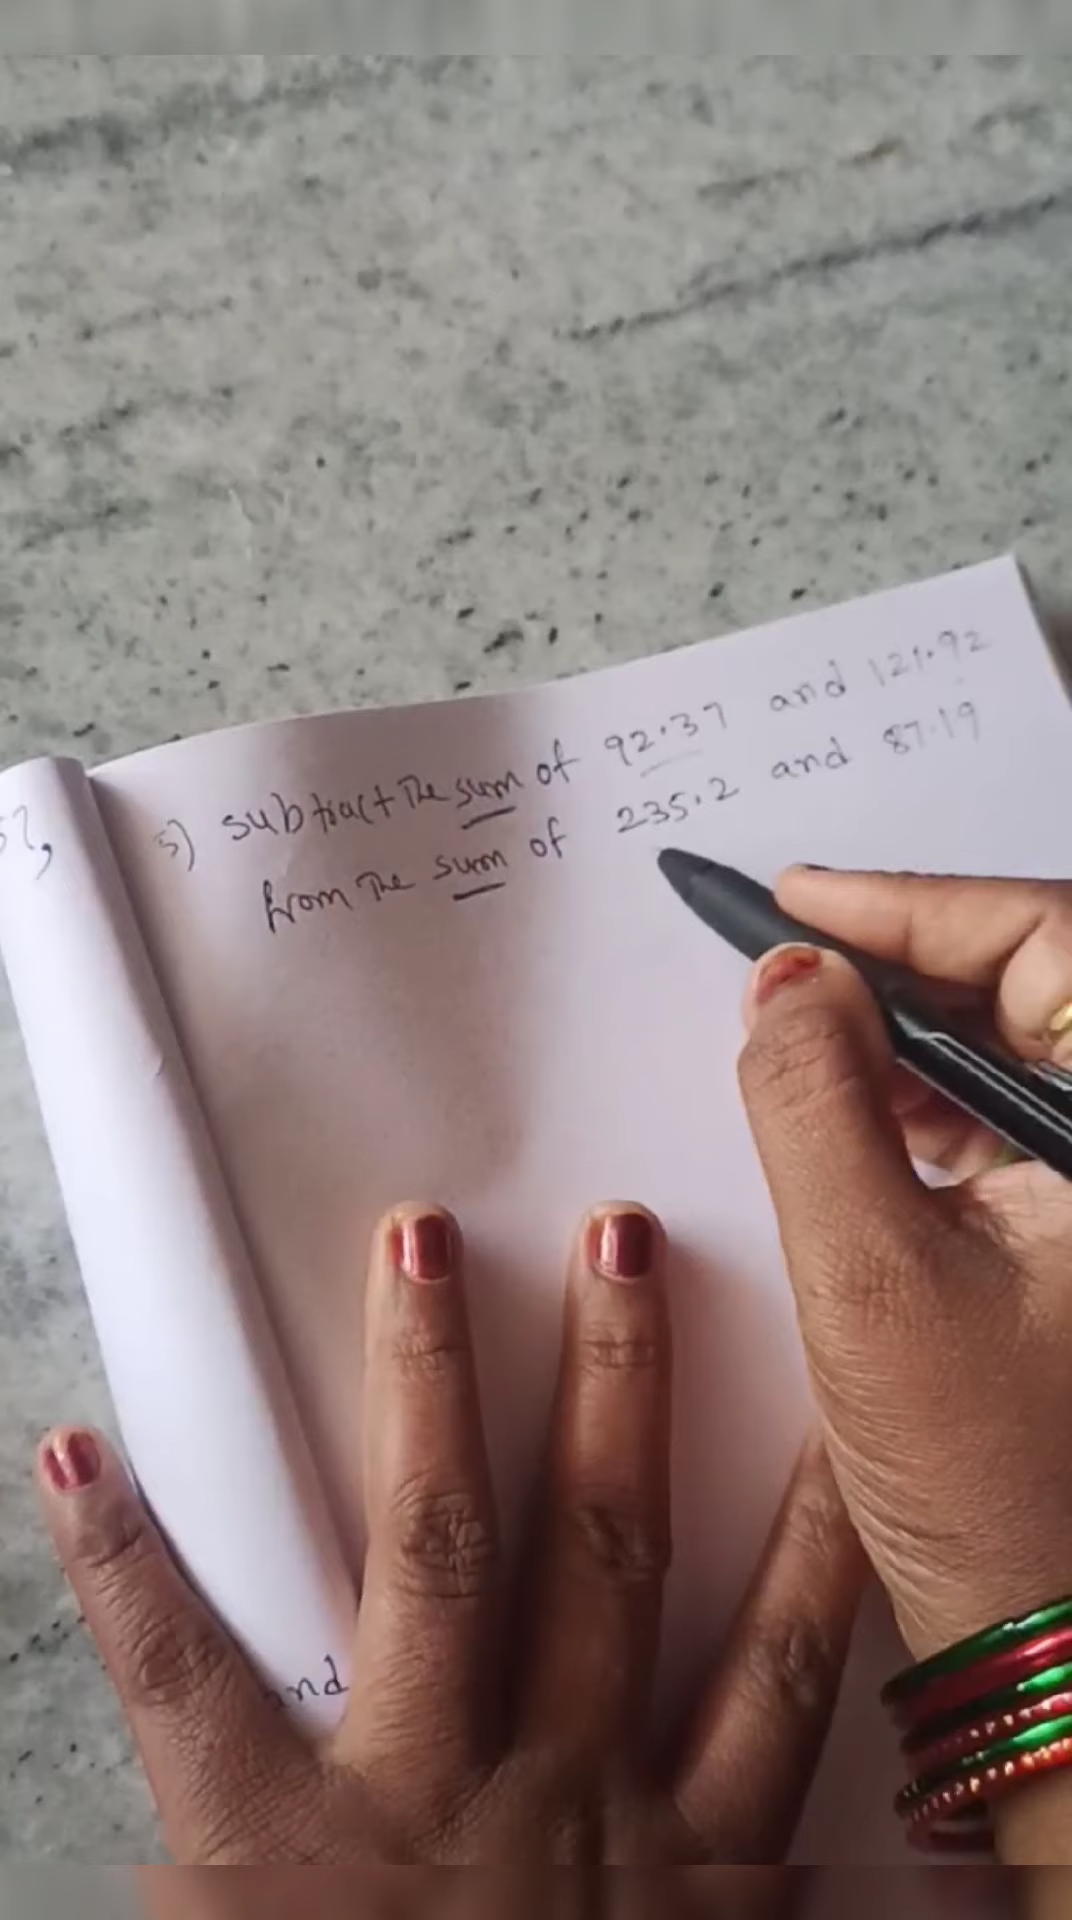 5) subtract The sum of 92.37 and 121.92
from The sum of 235.2 and 87.19
and